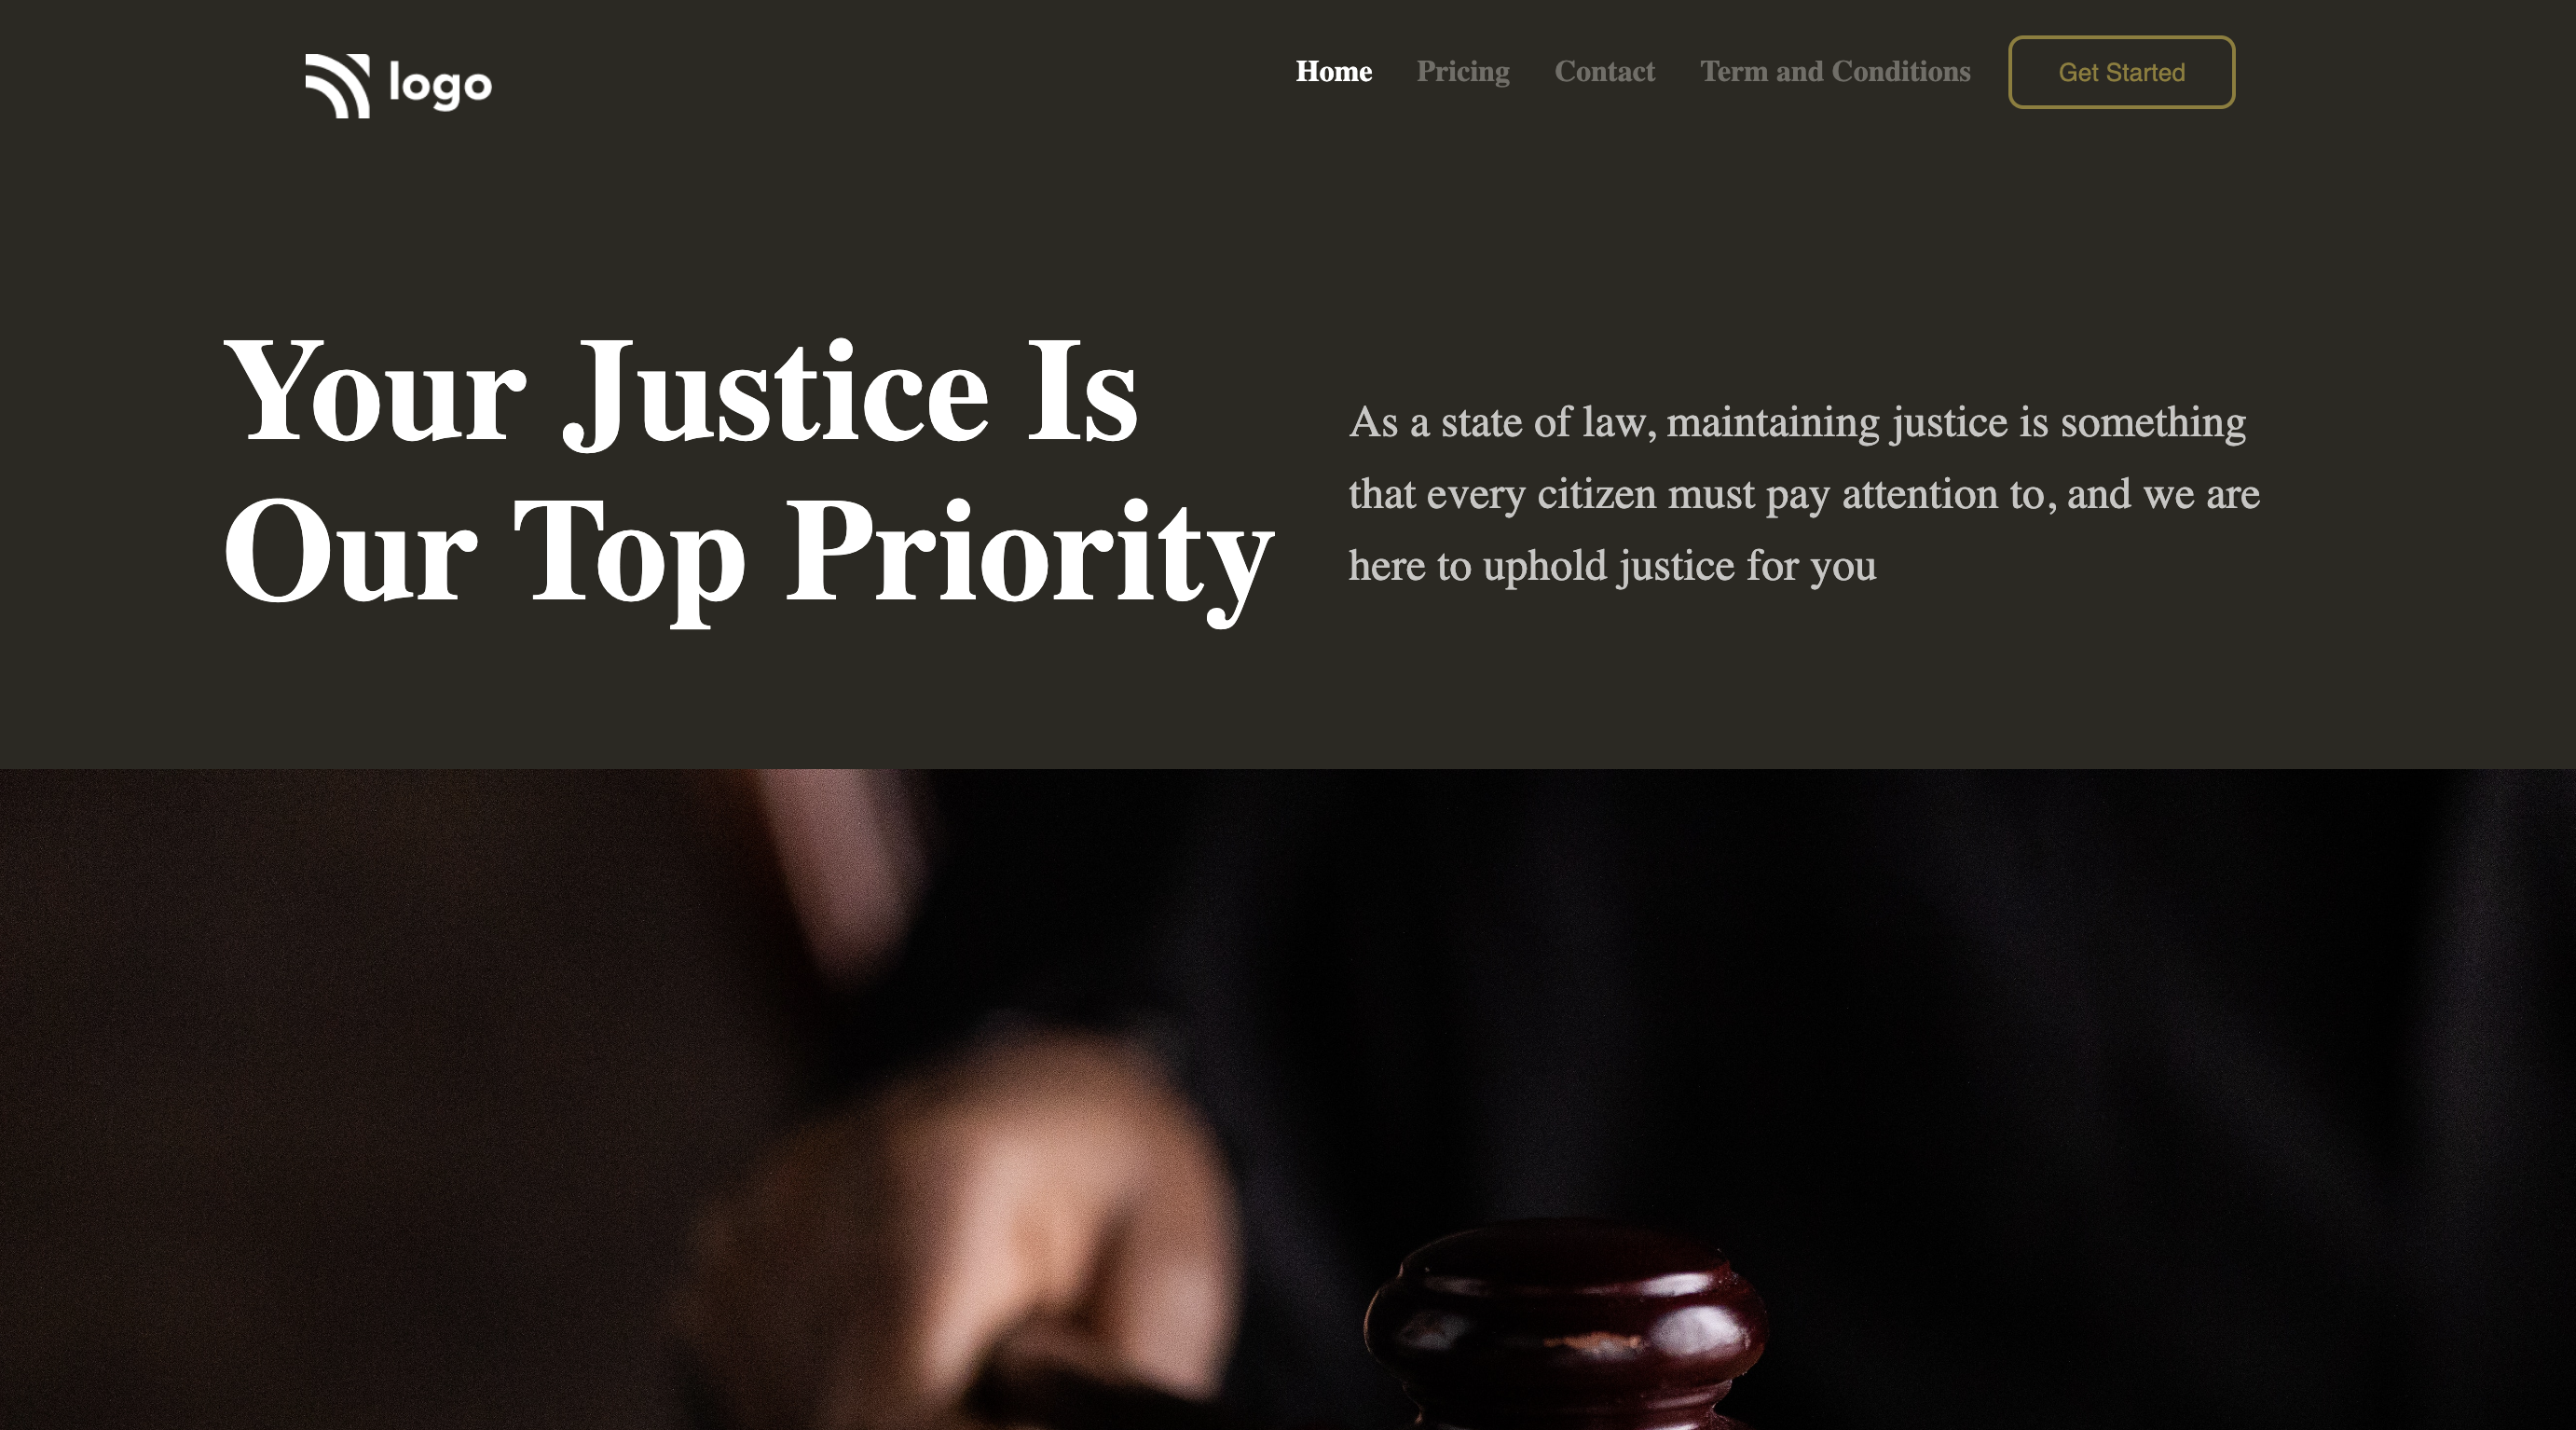 logo
Home Pricing Contact Term and Conditions Get Started
Your Justice Is
Our Top Priority
As a state of law, maintaining justice is something
that every citizen must pay attention to, and we are
here to uphold justice for you